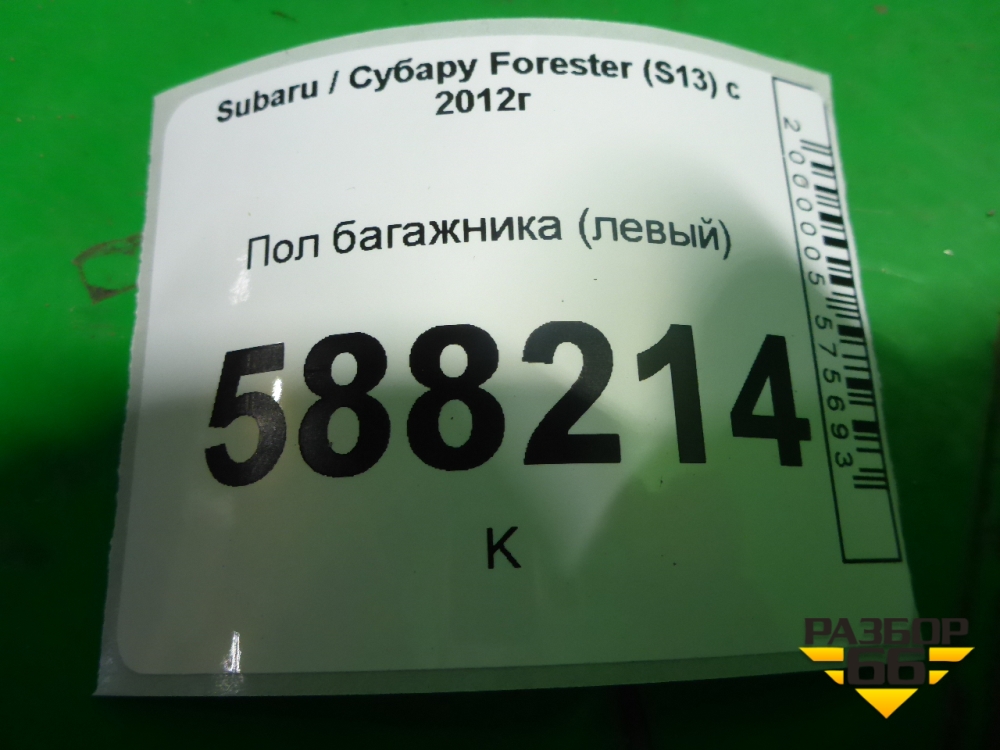 Subaru / Субару Forester (S13) с
2012г
Пол багажника (левый)
588214
К
2000005575693
РАЗБОР
66